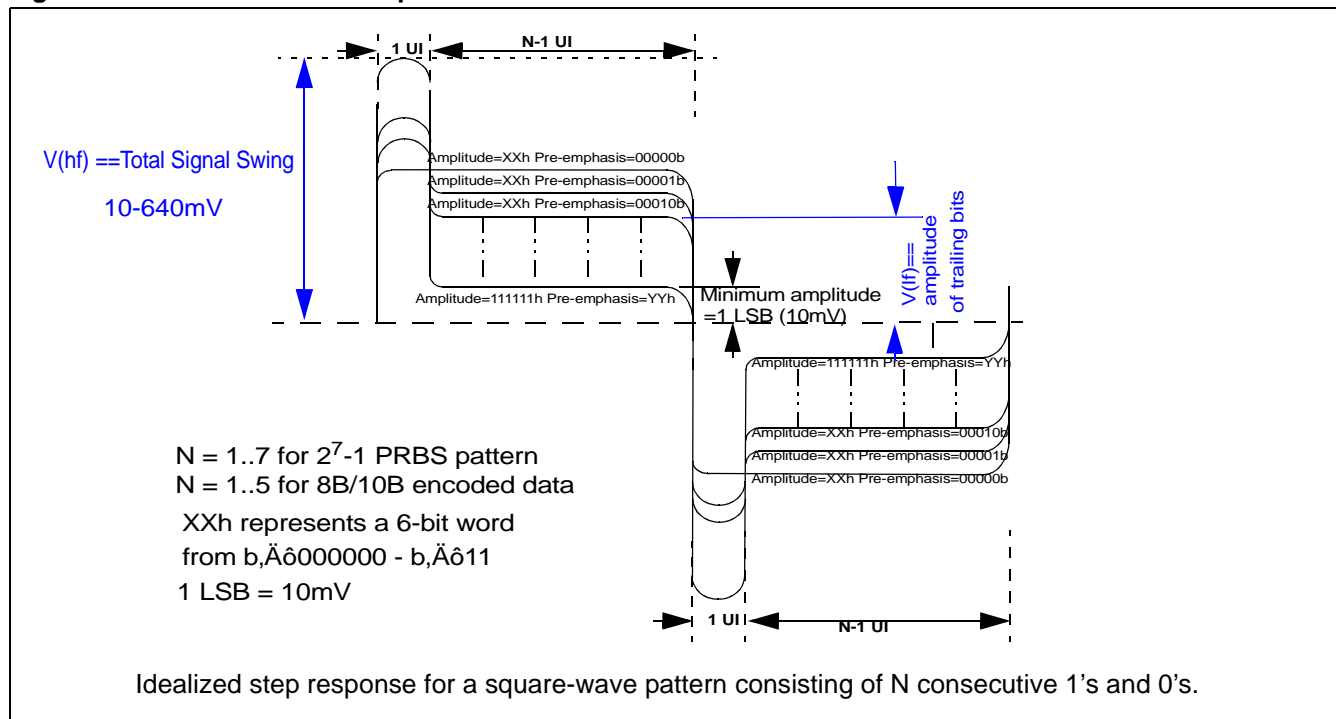 1 UI
N-1 UI
V(hf) ==Total Signal Swing
10-640mV
Amplitude=XXh Pre-emphasis=00000b
Amplitude=XXh Pre-emphasis=00001b
Amplitude=XXh Pre-emphasis=00010b
Amplitude=111111h Pre-emphasis=YYh
Minimum amplitude
=1 LSB (10mV)
V(lf)==
amplitude
of trailing bits
Amplitude=111111h Pre-emphasis=YYh
Amplitude=XXh Pre-emphasis=00010b
Amplitude=XXh Pre-emphasis=00001b
Amplitude=XXh Pre-emphasis=00000b
N = 1..7 for 2⁷-1 PRBS pattern
N = 1..5 for 8B/10B encoded data
XXh represents a 6-bit word
from b‚Äô000000 - b‚Äô11
1 LSB = 10mV
1 UI
N-1 UI
Idealized step response for a square-wave pattern consisting of N consecutive 1's and 0's.